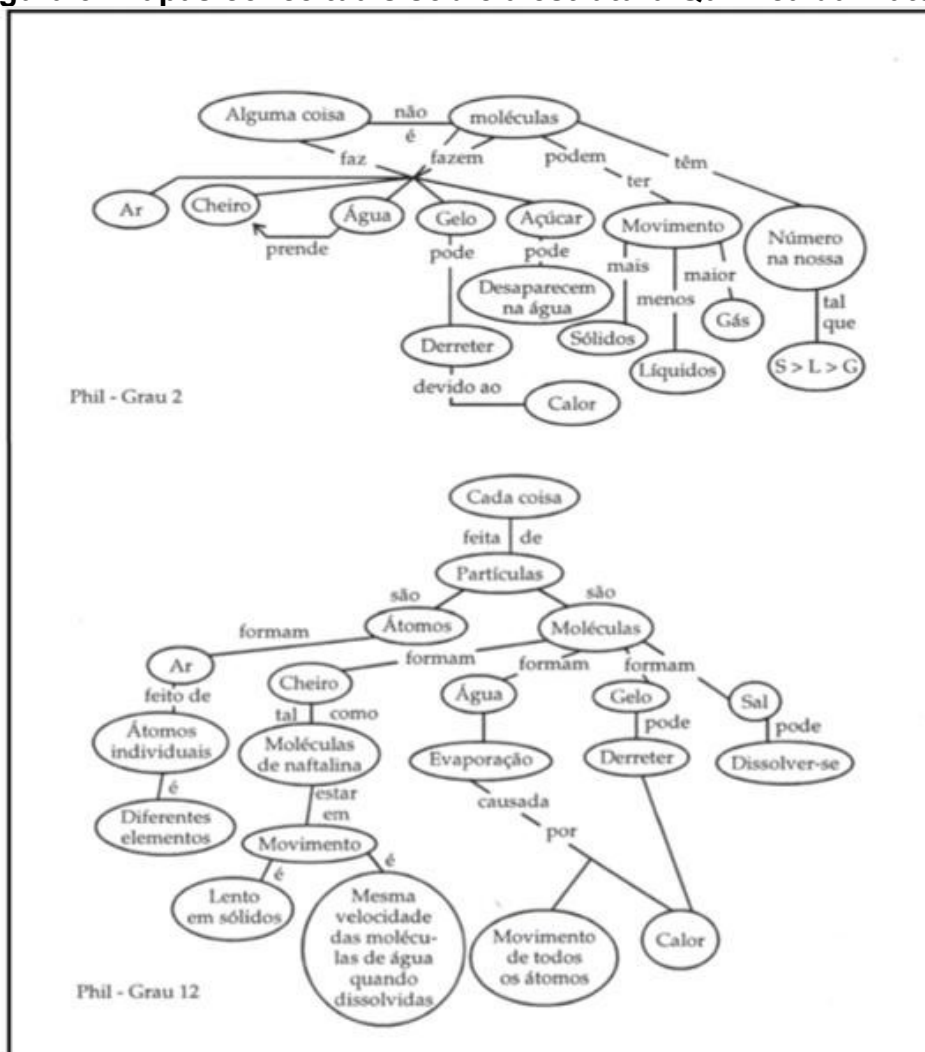 Alguma coisa
não
é
moléculas
faz
fazem
podem
ter
têm
Ar
Cheiro
prende
Água
Gelo
pode
Açúcar
pode
Desaparecem
na água
Movimento
mais
menos
maior
Sólidos
Líquidos
Gás
Número
na nossa
tal
que
S > L > G
Derreter
devido ao
Calor
Phil - Grau 2
Cada coisa
feita de
Partículas
são
são
Átomos
Moléculas
formam
formam
formam
formam
Ar
feito de
Átomos
individuais
é
Diferentes
elementos
Cheiro
tal como
Moléculas
de naftalina
estar
em
Movimento
é
é
Lento
em sólidos
Mesma
velocidade
das molécu-
las de água
quando
dissolvidas
Água
Evaporação
causada
por
Movimento
de todos
os átomos
Calor
Gelo
pode
Derreter
Sal
pode
Dissolver-se
Phil - Grau 12